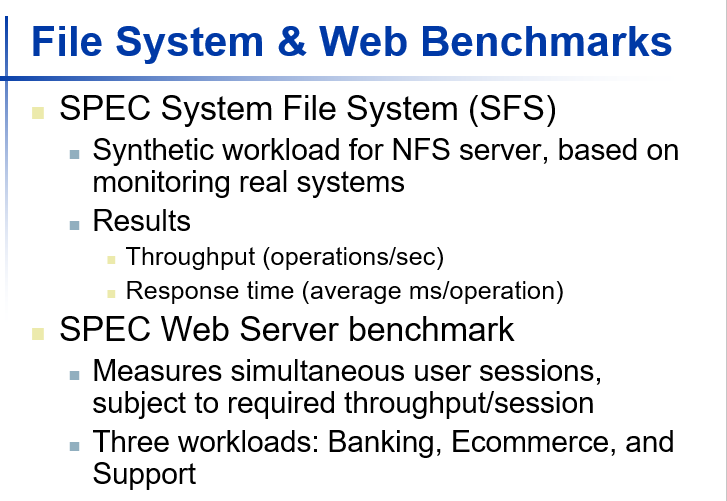 File System & Web Benchmarks
SPEC System File System (SFS)
Synthetic workload for NFS server, based on
monitoring real systems
Results
Throughput (operations/sec)
Response time (average ms/operation)
SPEC Web Server benchmark
Measures simultaneous user sessions,
subject to required throughput/session
Three workloads: Banking, Ecommerce, and
Support